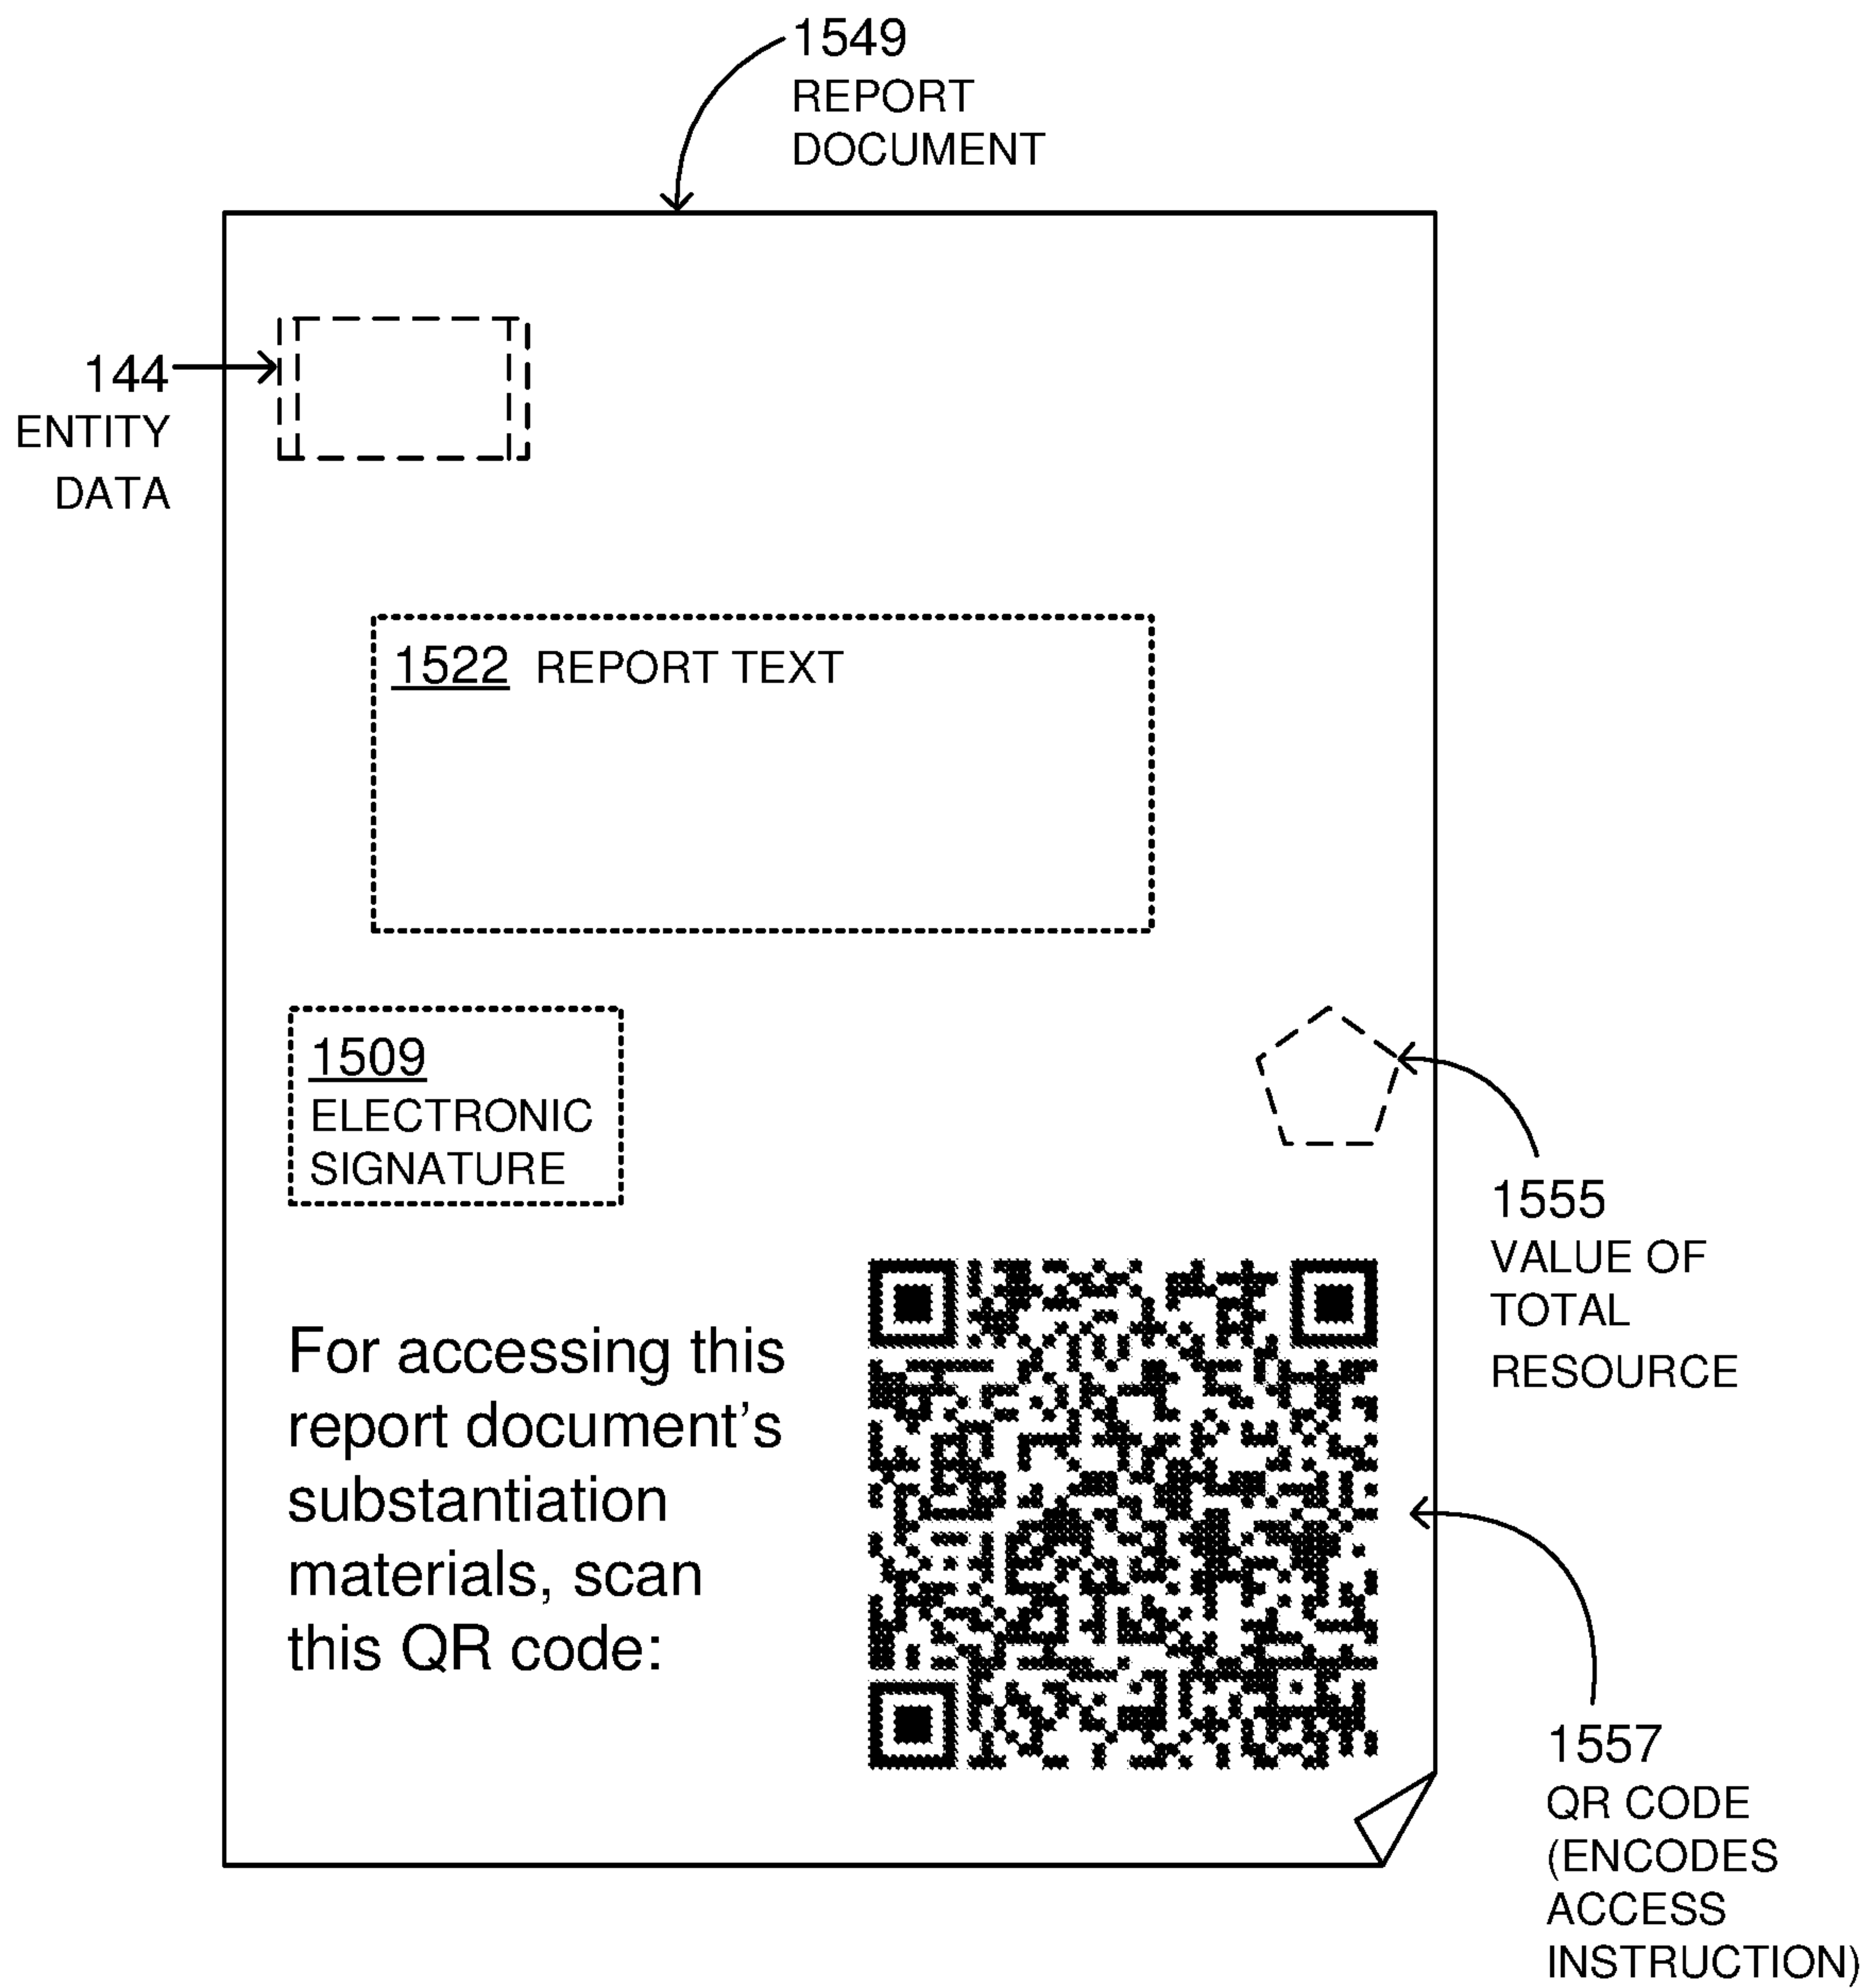 1549
REPORT
DOCUMENT
144
ENTITY
DATA
1522 REPORT TEXT
1509
ELECTRONIC
SIGNATURE
1555
VALUE OF
TOTAL
RESOURCE
For accessing this
report document’s
substantiation
materials, scan
this QR code:
1557
QR CODE
(ENCODES
ACCESS
INSTRUCTION)